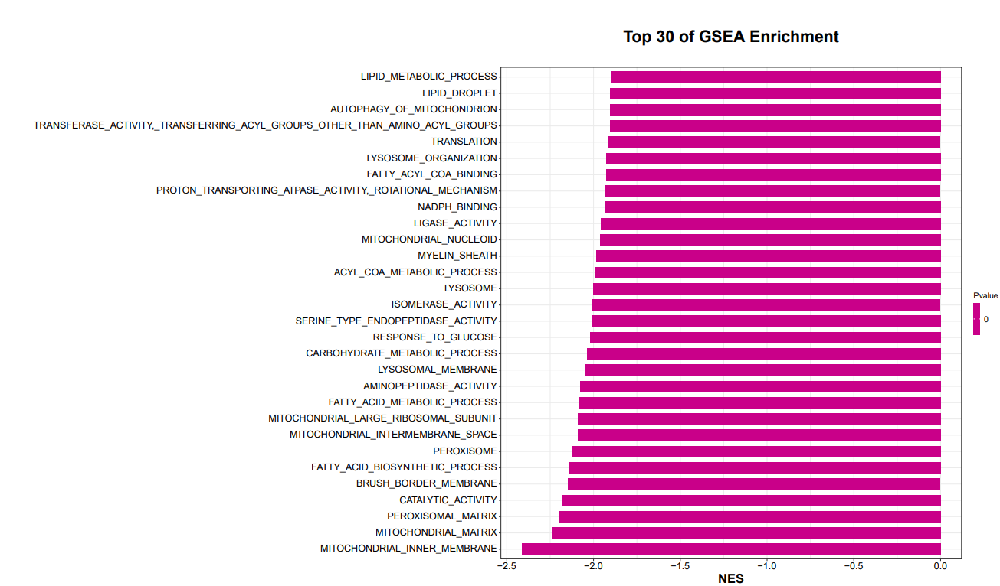 Top 30 of GSEA Enrichment
LIPID_METABOLIC_PROCESS
LIPID_DROPLET
AUTOPHAGY_OF_MITOCHONDRION
TRANSFERASE_ACTIVITY,_TRANSFERRING_ACYL_GROUPS_OTHER_THAN_AMINO_ACYL_GROUPS
TRANSLATION
LYSOSOME_ORGANIZATION
FATTY_ACYL_COA_BINDING
PROTON_TRANSPORTING_ATPASE_ACTIVITY,_ROTATIONAL_MECHANISM
NADPH_BINDING
LIGASE_ACTIVITY
MITOCHONDRIAL_NUCLEOID
MYELIN_SHEATH
ACYL_COA_METABOLIC_PROCESS
LYSOSOME
ISOMERASE_ACTIVITY
SERINE_TYPE_ENDOPEPTIDASE_ACTIVITY
RESPONSE_TO_GLUCOSE
CARBOHYDRATE_METABOLIC_PROCESS
LYSOSOMAL_MEMBRANE
AMINOPEPTIDASE_ACTIVITY
FATTY_ACID_METABOLIC_PROCESS
MITOCHONDRIAL_LARGE_RIBOSOMAL_SUBUNIT
MITOCHONDRIAL_INTERMEMBRANE_SPACE
PEROXISOME
FATTY_ACID_BIOSYNTHETIC_PROCESS
BRUSH_BORDER_MEMBRANE
CATALYTIC_ACTIVITY
PEROXISOMAL_MATRIX
MITOCHONDRIAL_MATRIX
MITOCHONDRIAL_INNER_MEMBRANE
−2.5 −2.0 −1.5 −1.0 −0.5 0.0
NES
Pvalue
0